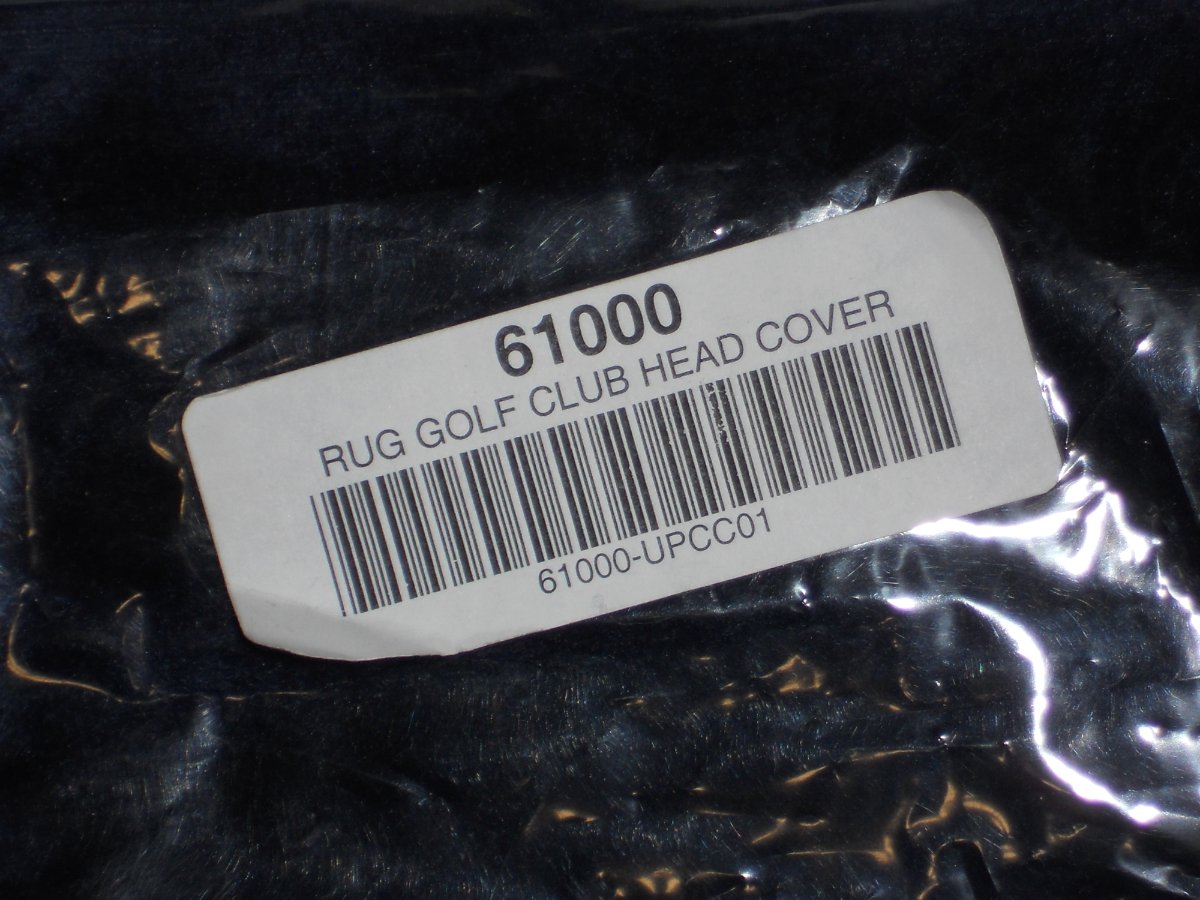 61000
RUG GOLF CLUB HEAD COVER
61000-UPCC01